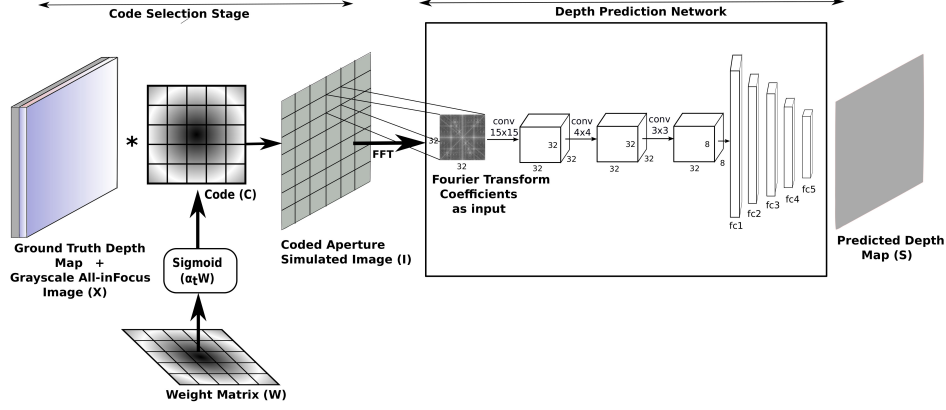 Code Selection Stage
Depth Prediction Network
*
Code (C)
FFT
32
32
conv
15x15
32
32
32
conv
4x4
32
32
32
conv
3x3
8
32
8
fc1
fc2
fc3
fc4
fc5
Fourier Transform
Coefficients
as input
Ground Truth Depth
Map +
Grayscale All-inFocus
Image (X)
Sigmoid
(αtW)
Coded Aperture
Simulated Image (I)
Predicted Depth
Map (S)
Weight Matrix (W)